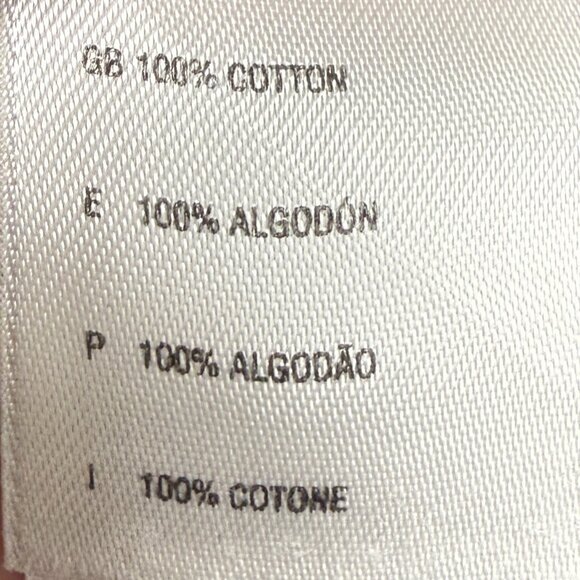 GB 100% COTTON
E 100% ALGODÓN
P 100% ALGODÃO
I 100% COTONE